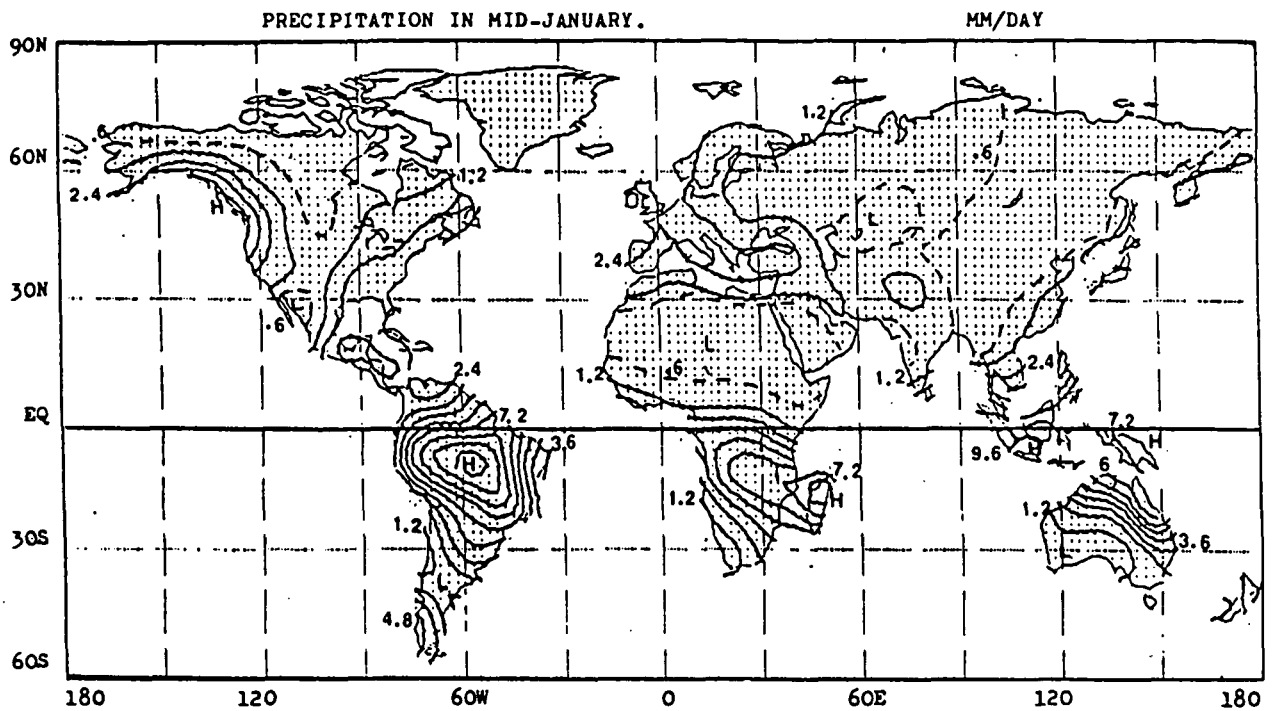 PRECIPITATION IN MID-JANUARY. MM/DAY
90N
1.2
.6 H
60N .6
1.2
2.4
H L
H
2.4
30N L
.6
L
2.4 1.2 .6 1.2 2.4
EQ 7.2 7.2
3.6 H
H 9.6 H
7.2 6
1.2 H
1.2 1.2
30S 3.6
L
4.8
60S
180 120 60W 0 60E 120 180